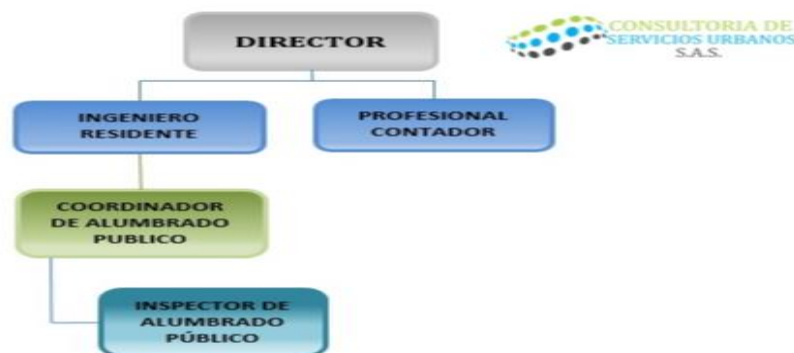 DIRECTOR
CONSULTORIA DE
SERVICIOS URBANOS
S.A.S.
INGENIERO
RESIDENTE
PROFESIONAL
CONTADOR
COORDINADOR
DE ALUMBRADO
PUBLICO
INSPECTOR DE
ALUMBRADO
PÚBLICO